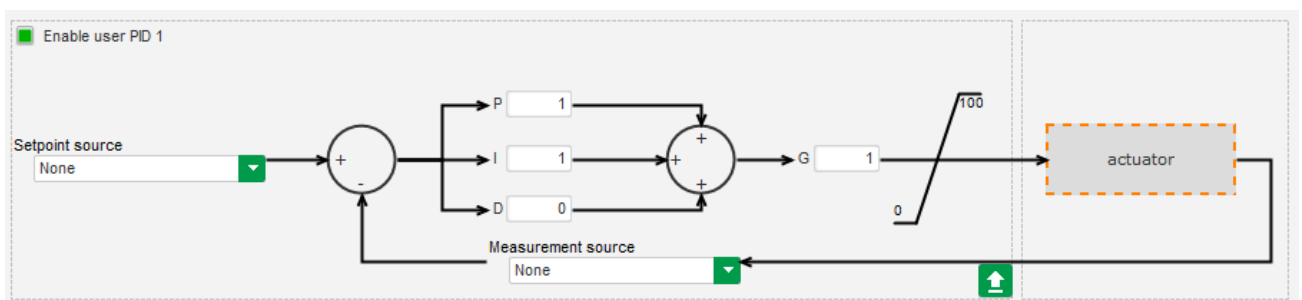 Enable user PID 1
P 1
100
Setpoint source
None
+
-
I 1
D 0
+
+
+
G 1
0
actuator
Measurement source
None